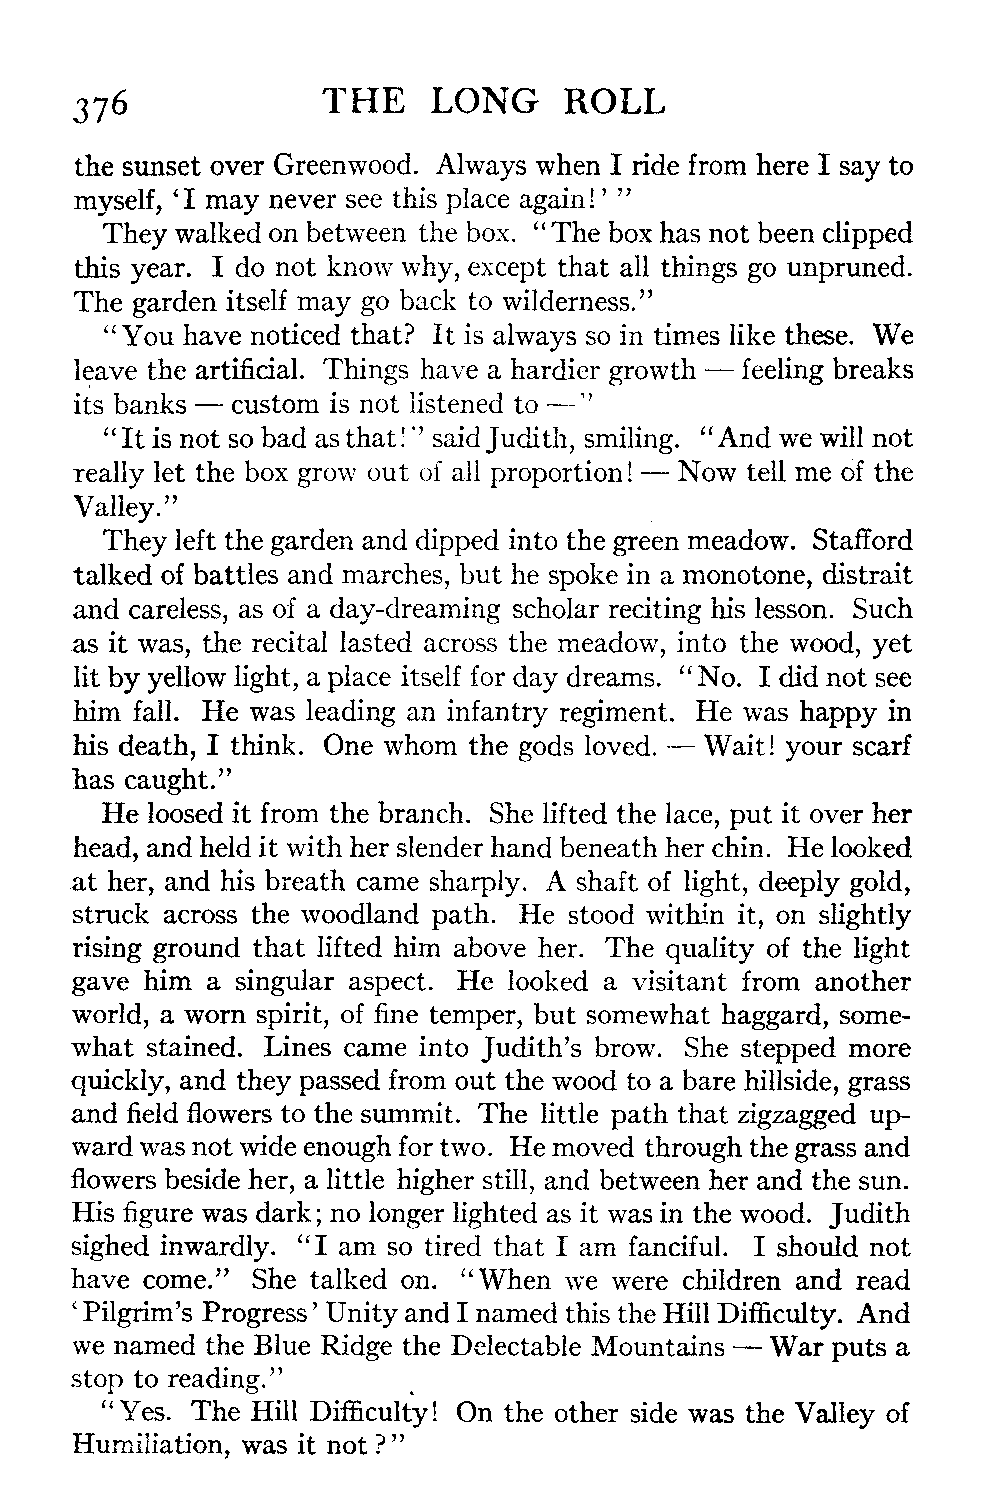 376 THE LONG ROLL
the sunset over Greenwood. Always when I ride from here I say to
myself, 'I may never see this place again!' "
They walked on between the box. "The box has not been clipped
this year. I do not know why, except that all things go unpruned.
The garden itself may go back to wilderness."
"You have noticed that? It is always so in times like these. We
leave the artificial. Things have a hardier growth — feeling breaks
its banks — custom is not listened to —"
"It is not so bad as that!" said Judith, smiling. "And we will not
really let the box grow out of all proportion! — Now tell me of the
Valley."
They left the garden and dipped into the green meadow. Stafford
talked of battles and marches, but he spoke in a monotone, distrait
and careless, as of a day-dreaming scholar reciting his lesson. Such
as it was, the recital lasted across the meadow, into the wood, yet
lit by yellow light, a place itself for day dreams. "No. I did not see
him fall. He was leading an infantry regiment. He was happy in
his death, I think. One whom the gods loved. — Wait! your scarf
has caught."
He loosed it from the branch. She lifted the lace, put it over her
head, and held it with her slender hand beneath her chin. He looked
at her, and his breath came sharply. A shaft of light, deeply gold,
struck across the woodland path. He stood within it, on slightly
rising ground that lifted him above her. The quality of the light
gave him a singular aspect. He looked a visitant from another
world, a worn spirit, of fine temper, but somewhat haggard, some-
what stained. Lines came into Judith's brow. She stepped more
quickly, and they passed from out the wood to a bare hillside, grass
and field flowers to the summit. The little path that zigzagged up-
ward was not wide enough for two. He moved through the grass and
flowers beside her, a little higher still, and between her and the sun.
His figure was dark; no longer lighted as it was in the wood. Judith
sighed inwardly. "I am so tired that I am fanciful. I should not
have come." She talked on. "When we were children and read
'Pilgrim's Progress' Unity and I named this the Hill Difficulty. And
we named the Blue Ridge the Delectable Mountains — War puts a
stop to reading."
"Yes. The Hill Difficulty! On the other side was the Valley of
Humiliation, was it not?"